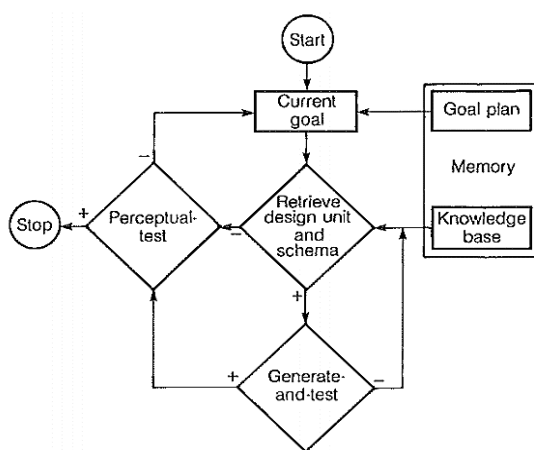 Start
Current
goal
Goal plan
Memory
Knowledge
base
−
+
Stop
Perceptual-
test
−
Retrieve
design unit
and
schema
+
+
Generate-
and-test
−